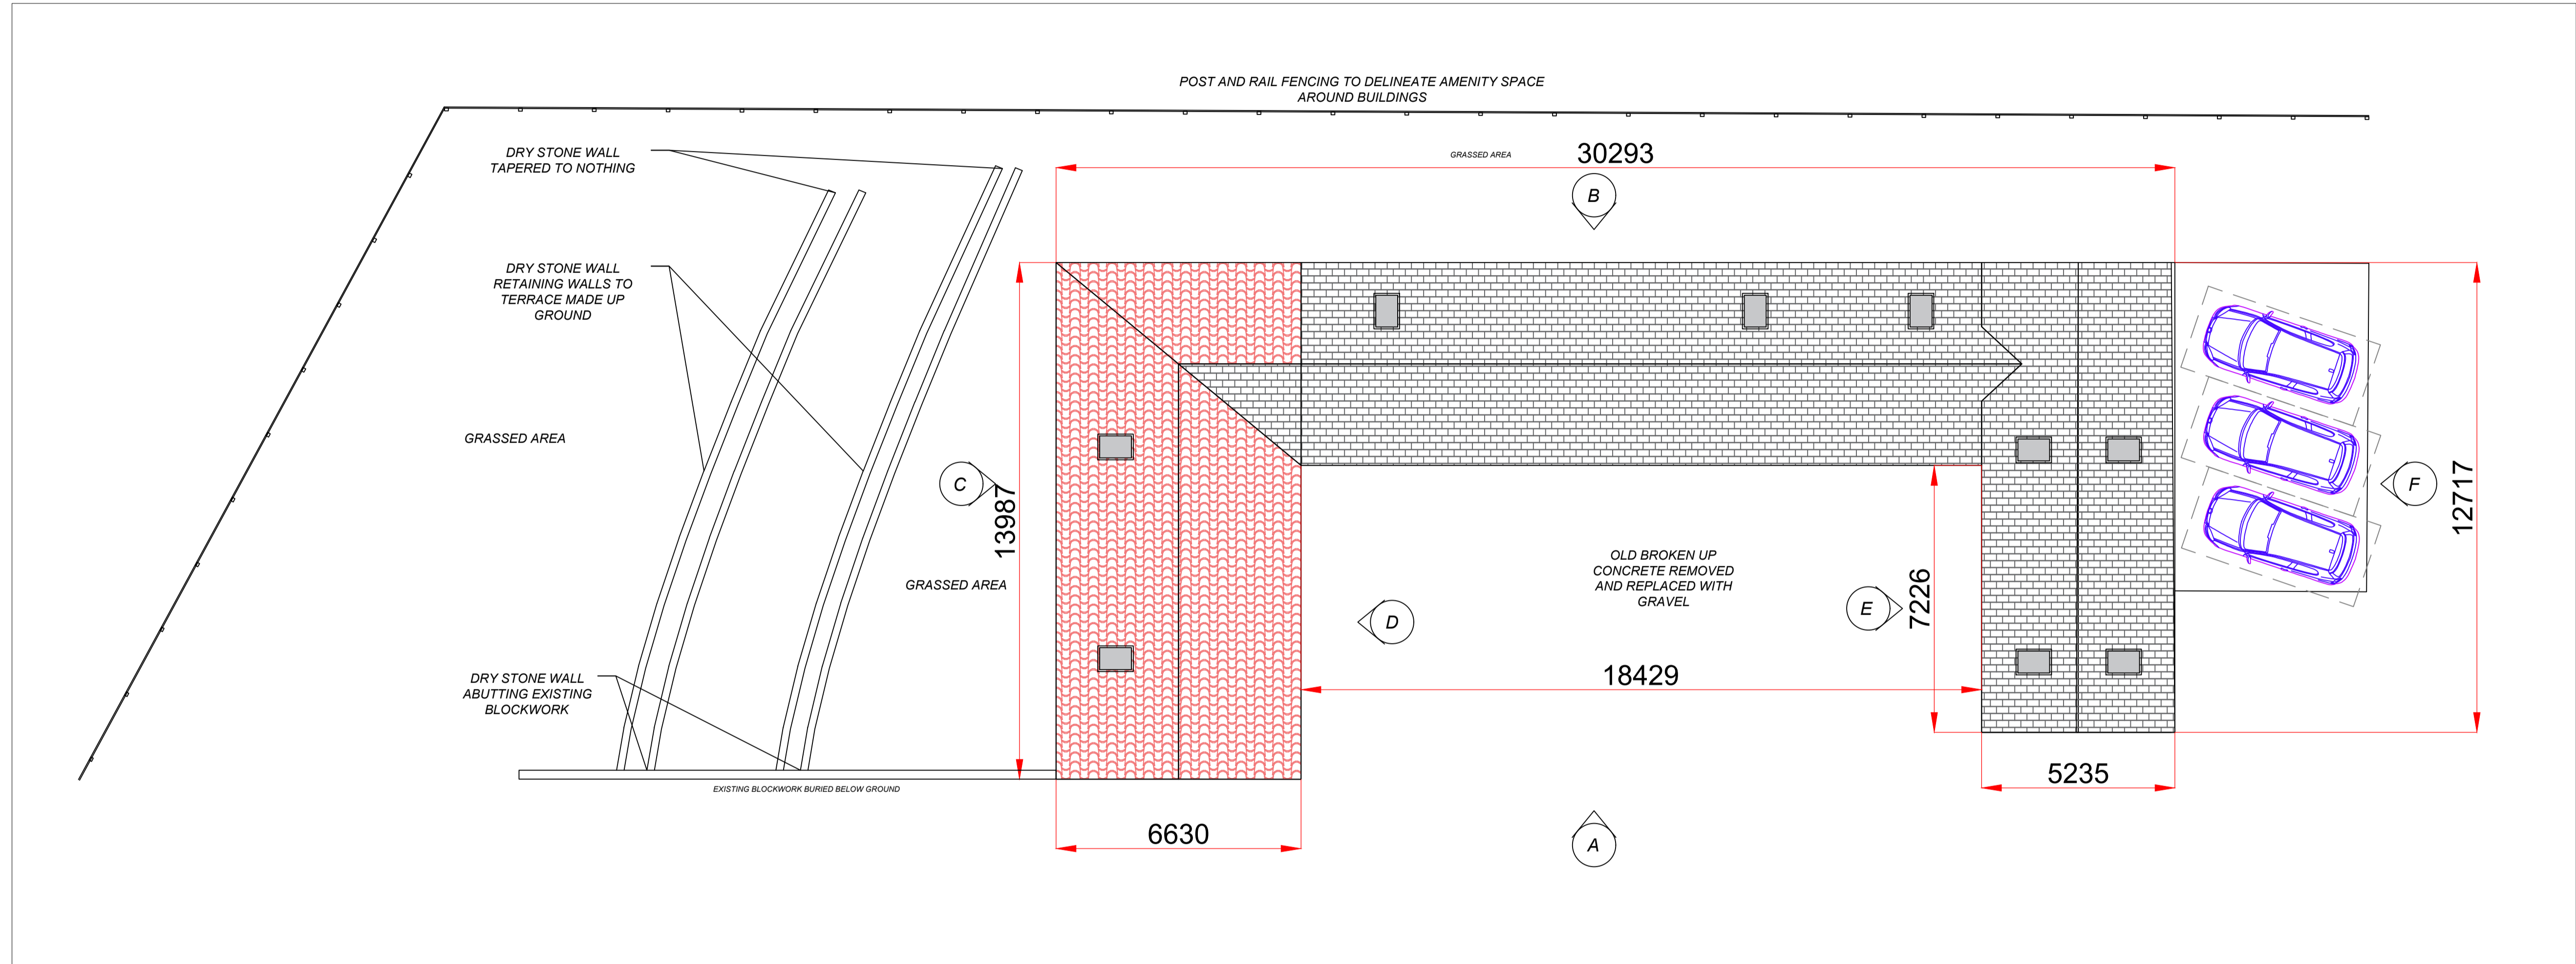 POST AND RAIL FENCING TO DELINEATE AMENITY SPACE
AROUND BUILDINGS
DRY STONE WALL
TAPERED TO NOTHING
GRASSED AREA
30293
B
DRY STONE WALL
RETAINING WALLS TO
TERRACE MADE UP
GROUND
GRASSED AREA
C
13987
GRASSED AREA
D
OLD BROKEN UP
CONCRETE REMOVED
AND REPLACED WITH
GRAVEL
E
7226
F
12717
DRY STONE WALL
ABUTTING EXISTING
BLOCKWORK
18429
EXISTING BLOCKWORK BURIED BELOW GROUND
5235
6630
A